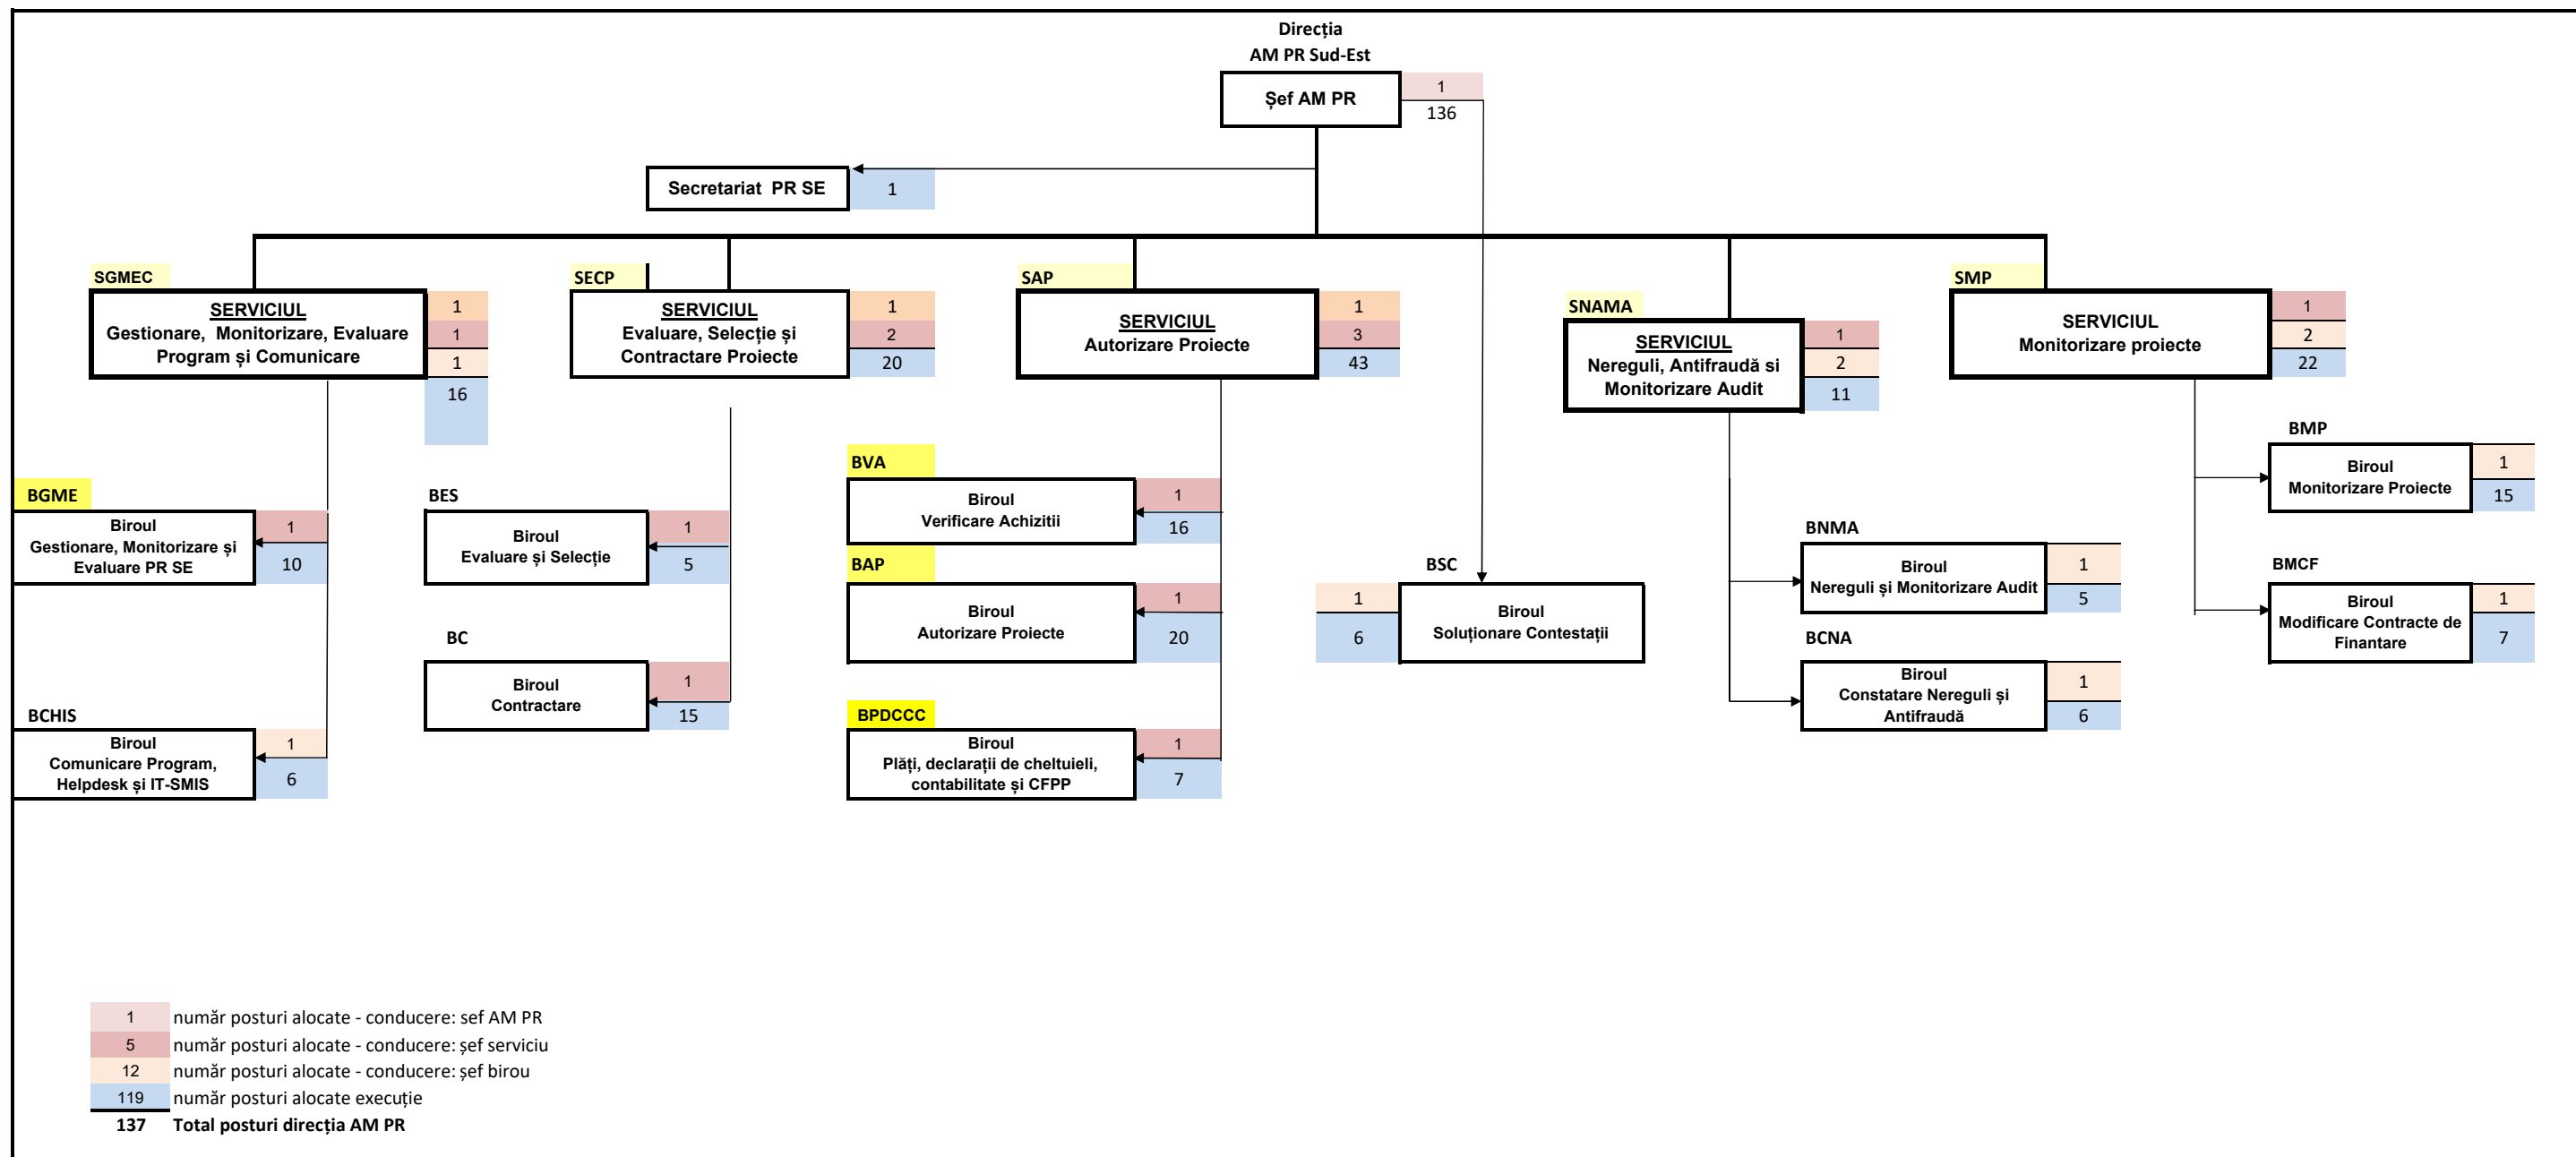 Direcția
AM PR Sud-Est
Șef AM PR
1
136
Secretariat PR SE
1
SGMEC
SERVICIUL
Gestionare, Monitorizare, Evaluare
Program și Comunicare
1
1
1
16
SECP
SERVICIUL
Evaluare, Selecție și
Contractare Proiecte
1
2
20
SAP
SERVICIUL
Autorizare Proiecte
1
3
43
SNAMA
SERVICIUL
Nereguli, Antifraudă si
Monitorizare Audit
1
2
11
SMP
SERVICIUL
Monitorizare proiecte
1
2
22
BGME
Biroul
Gestionare, Monitorizare și
Evaluare PR SE
1
10
BCHIS
Biroul
Comunicare Program,
Helpdesk și IT-SMIS
1
6
BES
Biroul
Evaluare și Selecție
1
5
BC
Biroul
Contractare
1
15
BVA
Biroul
Verificare Achizitii
1
16
BAP
Biroul
Autorizare Proiecte
1
20
BPDCCC
Biroul
Plăți, declarații de cheltuieli,
contabilitate și CFPP
1
7
BSC
1
6
Biroul
Soluționare Contestații
BNMA
Biroul
Nereguli și Monitorizare Audit
1
5
BCNA
Biroul
Constatare Nereguli și
Antifraudă
1
6
BMP
Biroul
Monitorizare Proiecte
1
15
BMCF
Biroul
Modificare Contracte de
Finantare
1
7
1 număr posturi alocate - conducere: sef AM PR
5 număr posturi alocate - conducere: șef serviciu
12 număr posturi alocate - conducere: șef birou
119 număr posturi alocate execuție
137 Total posturi direcția AM PR